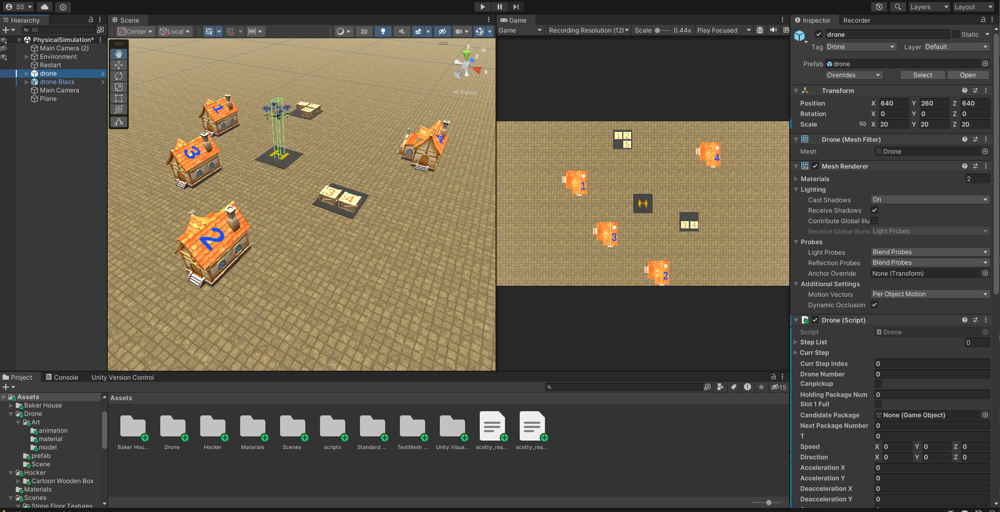 SS
Layers
Layout
Hierarchy
All
PhysicalSimulation*
Main Camera (2)
Environment
Restart
drone
drone Black
Main Camera
Plane
Scene
Center
Local
2D
y
z
x
Persp
1
3
2
4
3
4
Game
Game
Recording Resolution (128
Scale
0.44x
Play Focused
1
2
5
4
1
3
3
4
2
Inspector
Recorder
drone
Static
Tag
Drone
Layer
Default
Prefab
drone
Overrides
Select
Open
Transform
Position X 640 Y 260 Z 640
Rotation X 0 Y 0 Z 0
Scale X 20 Y 20 Z 20
Drone (Mesh Filter)
Mesh
Drone
Mesh Renderer
Materials
2
Lighting
Cast Shadows
On
Receive Shadows
Contribute Global Illu
Receive Global Illumi
Light Probes
Probes
Light Probes
Blend Probes
Reflection Probes
Blend Probes
Anchor Override
None (Transform)
Additional Settings
Motion Vectors
Per Object Motion
Dynamic Occlusion
Drone (Script)
Script
Drone
Step List
0
Curr Step
Curr Step Index
0
Drone Number
0
Canpickup
Holding Package Num
0
Slot 1 Full
Candidate Package
None (Game Object)
Next Package Number
0
T
0
Speed X 0 Y 0 Z 0
Direction X 0 Y 0 Z 0
Acceleration X
0
Acceleration Y
0
Deacceleration X
0
Deacceleration Y
0
Project
Console
Unity Version Control
15
Assets
Baker House
Drone
Art
animation
material
model
prefab
Scene
Hocker
Cartoon Wooden Box
Materials
Scenes
Stone Floor Textures
Assets
Baker Hou...
Drone
Hocker
Materials
Scenes
scripts
Standard ...
TextMesh ...
Unity.Visua...
scotty_res...
scotty_res...